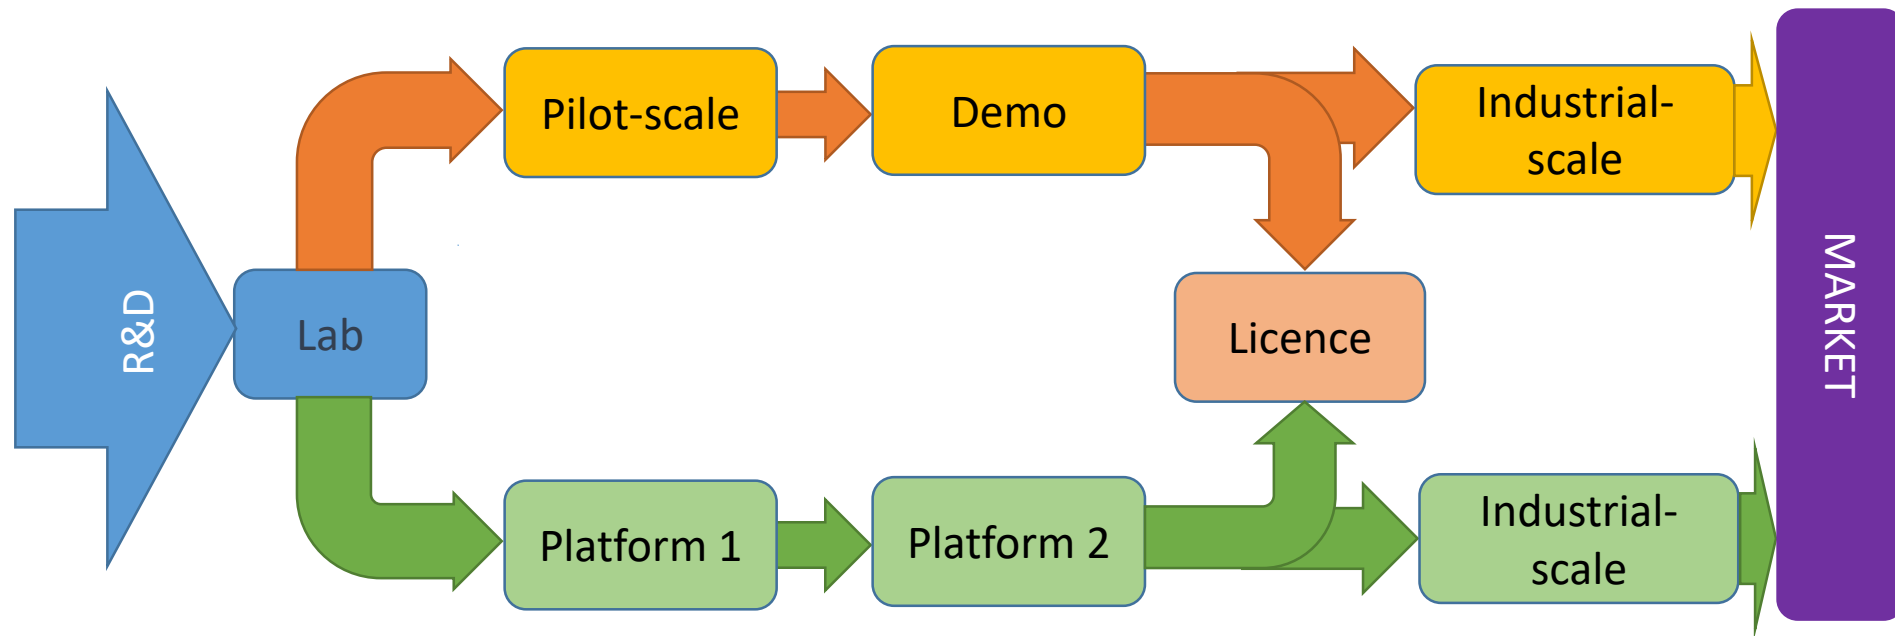 R&D
Lab
Pilot-scale
Demo
Industrial-
scale
Licence
Platform 1
Platform 2
Industrial-
scale
MARKET